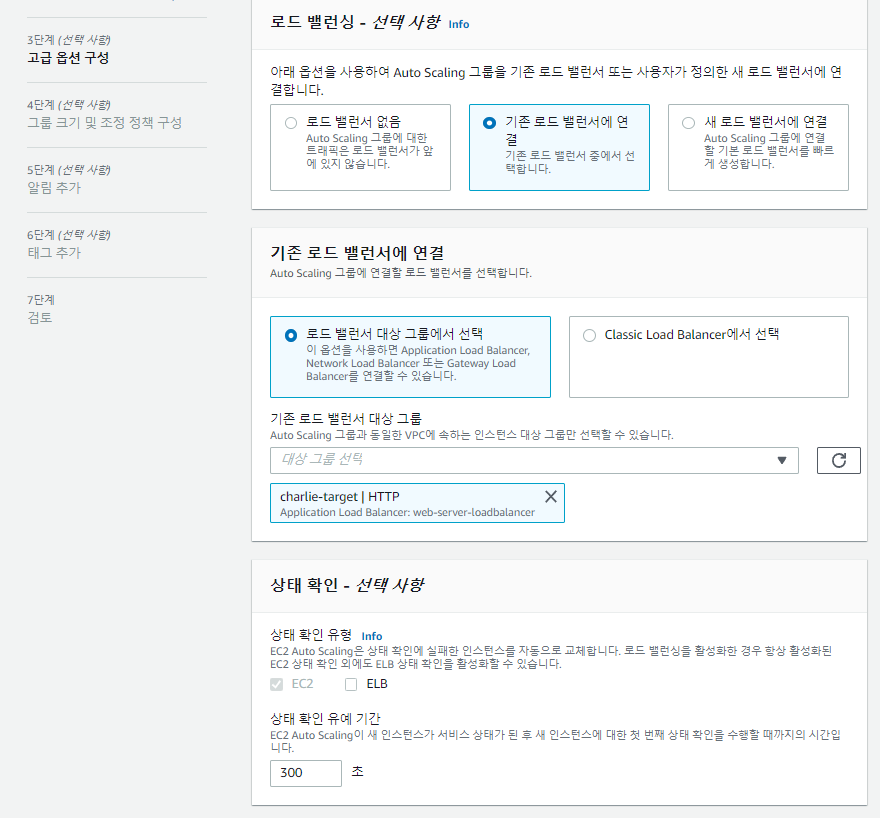 3단계 (선택 사항)
고급 옵션 구성
4단계 (선택 사항)
그룹 크기 및 조정 정책 구성
5단계 (선택 사항)
알림 추가
6단계 (선택 사항)
태그 추가
7단계
검토
로드 밸런싱 - 선택 사항 Info
아래 옵션을 사용하여 Auto Scaling 그룹을 기존 로드 밸런서 또는 사용자가 정의한 새 로드 밸런서에 연
결합니다.
로드 밸런서 없음
Auto Scaling 그룹에 대한
트래픽은 로드 밸런서가 앞
에 있지 않습니다.
기존 로드 밸런서에 연
결
기존 로드 밸런서 중에서 선
택합니다.
새 로드 밸런서에 연결
Auto Scaling 그룹에 연결
할 기본 로드 밸런서를 빠르
게 생성합니다.
기존 로드 밸런서에 연결
Auto Scaling 그룹에 연결할 로드 밸런서를 선택합니다.
로드 밸런서 대상 그룹에서 선택
이 옵션을 사용하면 Application Load Balancer,
Network Load Balancer 또는 Gateway Load
Balancer를 연결할 수 있습니다.
Classic Load Balancer에서 선택
기존 로드 밸런서 대상 그룹
Auto Scaling 그룹과 동일한 VPC에 속하는 인스턴스 대상 그룹만 선택할 수 있습니다.
대상 그룹 선택
charlie-target | HTTP
Application Load Balancer: web-server-loadbalancer
상태 확인 - 선택 사항
상태 확인 유형 Info
EC2 Auto Scaling은 상태 확인에 실패한 인스턴스를 자동으로 교체합니다. 로드 밸런싱을 활성화한 경우 항상 활성화된
EC2 상태 확인 외에도 ELB 상태 확인을 활성화할 수 있습니다.
EC2 ELB
상태 확인 유예 기간
EC2 Auto Scaling이 새 인스턴스가 서비스 상태가 된 후 새 인스턴스에 대한 첫 번째 상태 확인을 수행할 때까지의 시간입
니다.
300 초